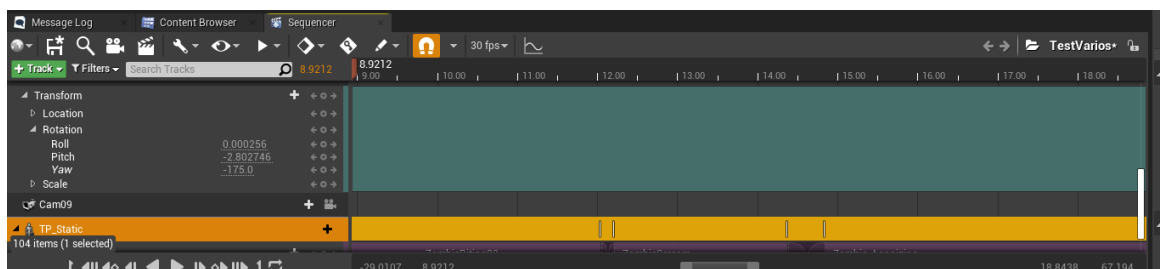 Message Log Content Browser Sequencer
30 fps TestVarios*
+ Track Filters Search Tracks 8.9212 8.9212
9.00 10.00 11.00 12.00 13.00 14.00 15.00 16.00 17.00 18.00
Transform
Location
Rotation
Roll 0.000256
Pitch -2.802746
Yaw -175.0
Scale
Cam09
TP_Static
104 items (1 selected)
-29.0107 8.9212 18.8438 67.194